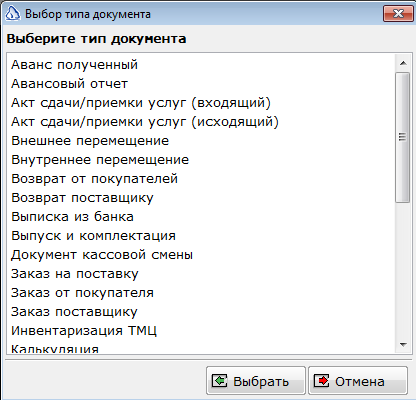 Выбор типа документа
Выберите тип документа
Аванс полученный
Авансовый отчет
Акт сдачи/приемки услуг (входящий)
Акт сдачи/приемки услуг (исходящий)
Внешнее перемещение
Внутреннее перемещение
Возврат от покупателей
Возврат поставщику
Выписка из банка
Выпуск и комплектация
Документ кассовой смены
Заказ на поставку
Заказ от покупателя
Заказ поставщику
Инвентаризация ТМЦ
Калькуляция
Выбрать
Отмена